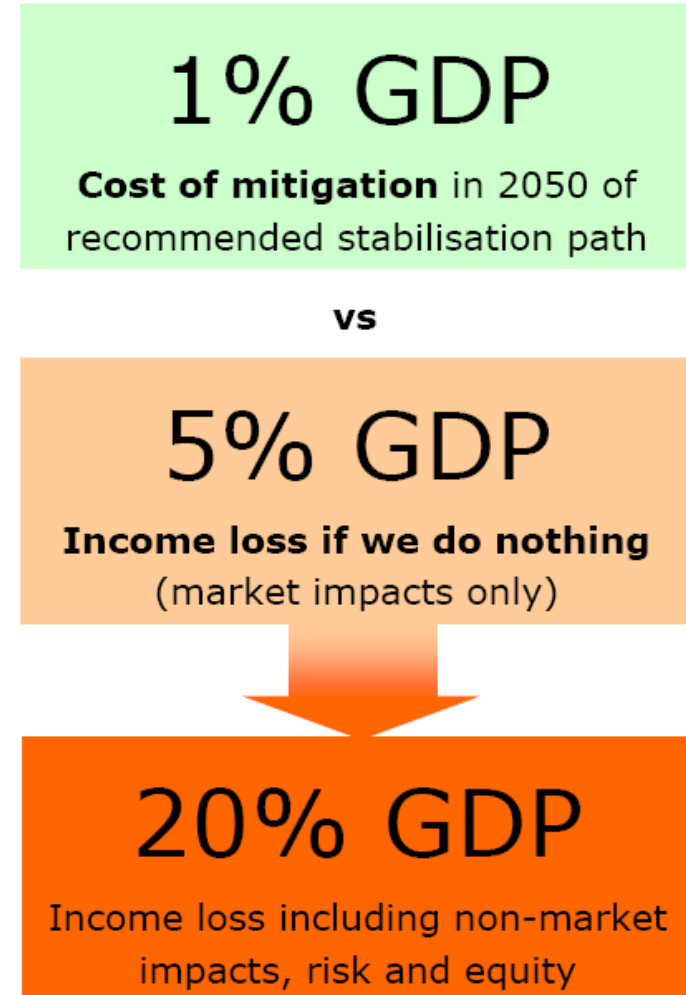 1% GDP
Cost of mitigation in 2050 of
recommended stabilisation path
vs
5% GDP
Income loss if we do nothing
(market impacts only)
20% GDP
Income loss including non-market
impacts, risk and equity